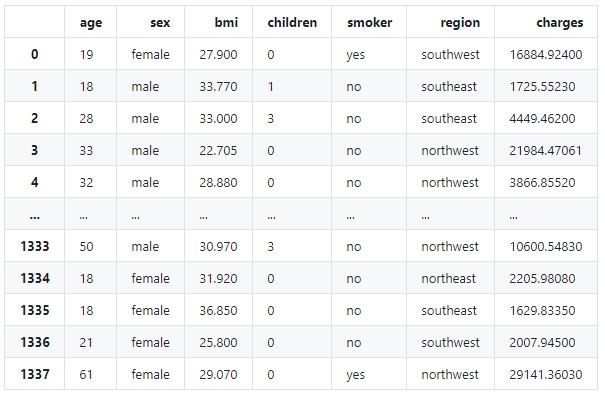 age sex bmi children smoker region charges
0 19 female 27.900 0 yes southwest 16884.92400
1 18 male 33.770 1 no southeast 1725.55230
2 28 male 33.000 3 no southeast 4449.46200
3 33 male 22.705 0 no northwest 21984.47061
4 32 male 28.880 0 no northwest 3866.85520
... ... ... ... ... ... ... ...
1333 50 male 30.970 3 no northwest 10600.54830
1334 18 female 31.920 0 no northeast 2205.98080
1335 18 female 36.850 0 no southeast 1629.83350
1336 21 female 25.800 0 no southwest 2007.94500
1337 61 female 29.070 0 yes northwest 29141.36030